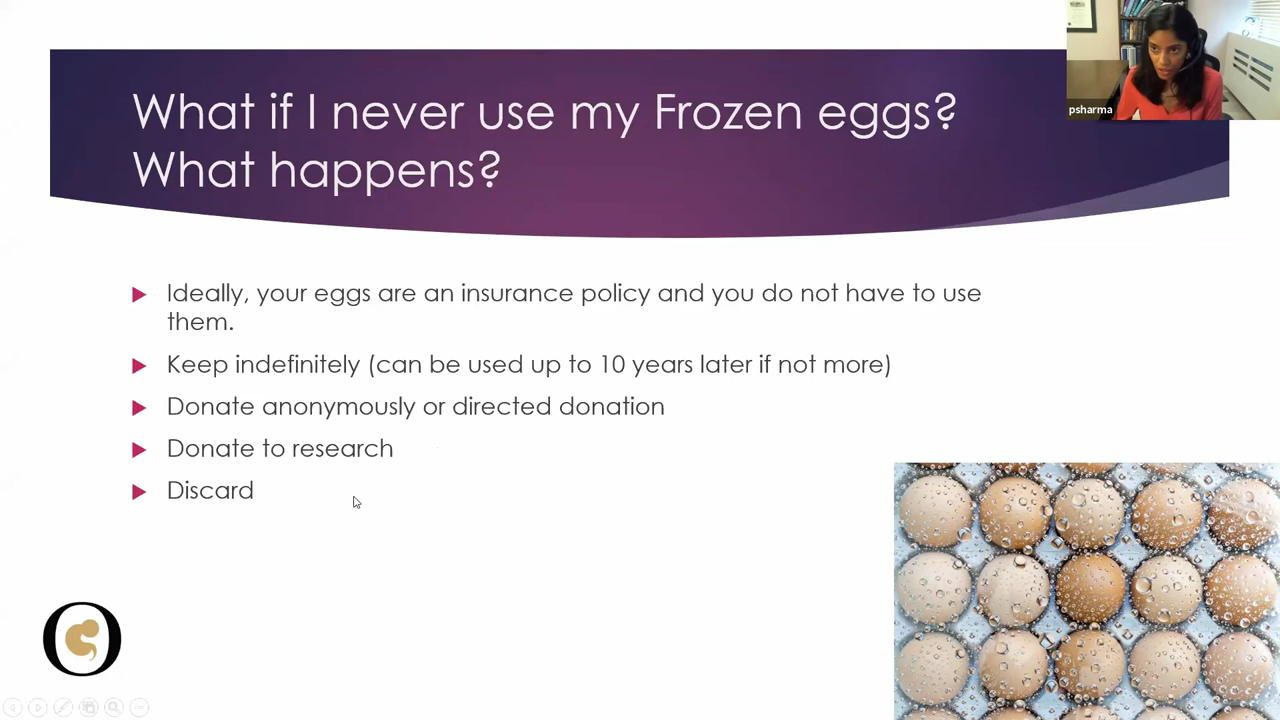 What if I never use my Frozen eggs?
What happens?
psharma
Ideally, your eggs are an insurance policy and you do not have to use
them.
Keep indefinitely (can be used up to 10 years later if not more)
Donate anonymously or directed donation
Donate to research
Discard